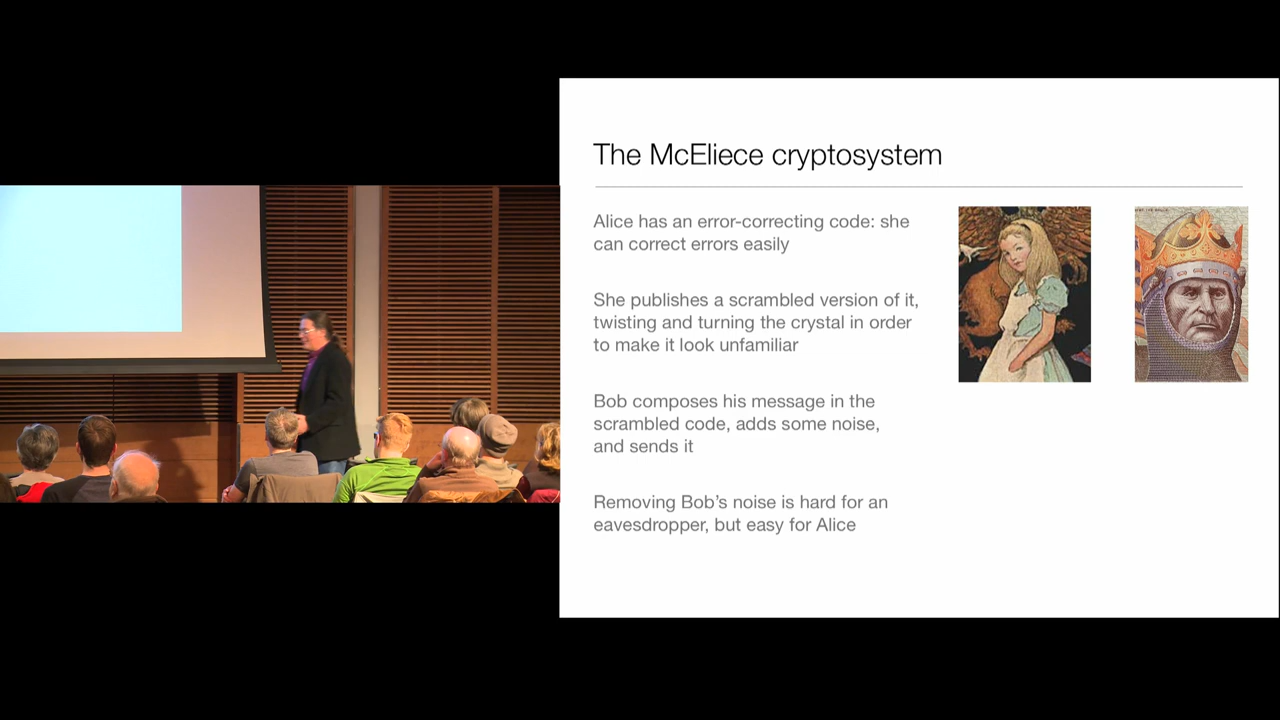 The McEliece cryptosystem
Alice has an error-correcting code: she
can correct errors easily
She publishes a scrambled version of it,
twisting and turning the crystal in order
to make it look unfamiliar
Bob composes his message in the
scrambled code, adds some noise,
and sends it
Removing Bob’s noise is hard for an
eavesdropper, but easy for Alice